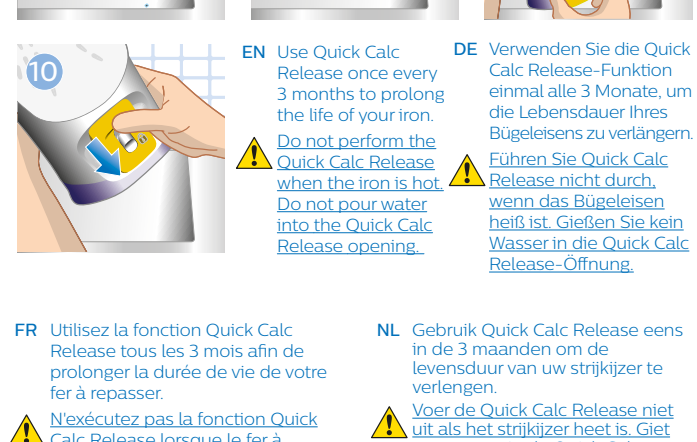 10
EN Use Quick Calc
Release once every
3 months to prolong
the life of your iron.
Do not perform the
Quick Calc Release
when the iron is hot.
Do not pour water
into the Quick Calc
Release opening.
DE Verwenden Sie die Quick
Calc Release-Funktion
einmal alle 3 Monate, um
die Lebensdauer Ihres
Bügeleisens zu verlängern.
Führen Sie Quick Calc
Release nicht durch,
wenn das Bügeleisen
heiß ist. Gießen Sie kein
Wasser in die Quick Calc
Release-Öffnung.
FR Utilisez la fonction Quick Calc
Release tous les 3 mois afin de
prolonger la durée de vie de votre
fer à repasser.
N'exécutez pas la fonction Quick
Calc Release lorsque le fer à
NL Gebruik Quick Calc Release eens
in de 3 maanden om de
levensduur van uw strijkijzer te
verlengen.
Voer de Quick Calc Release niet
uit als het strijkijzer heet is. Giet